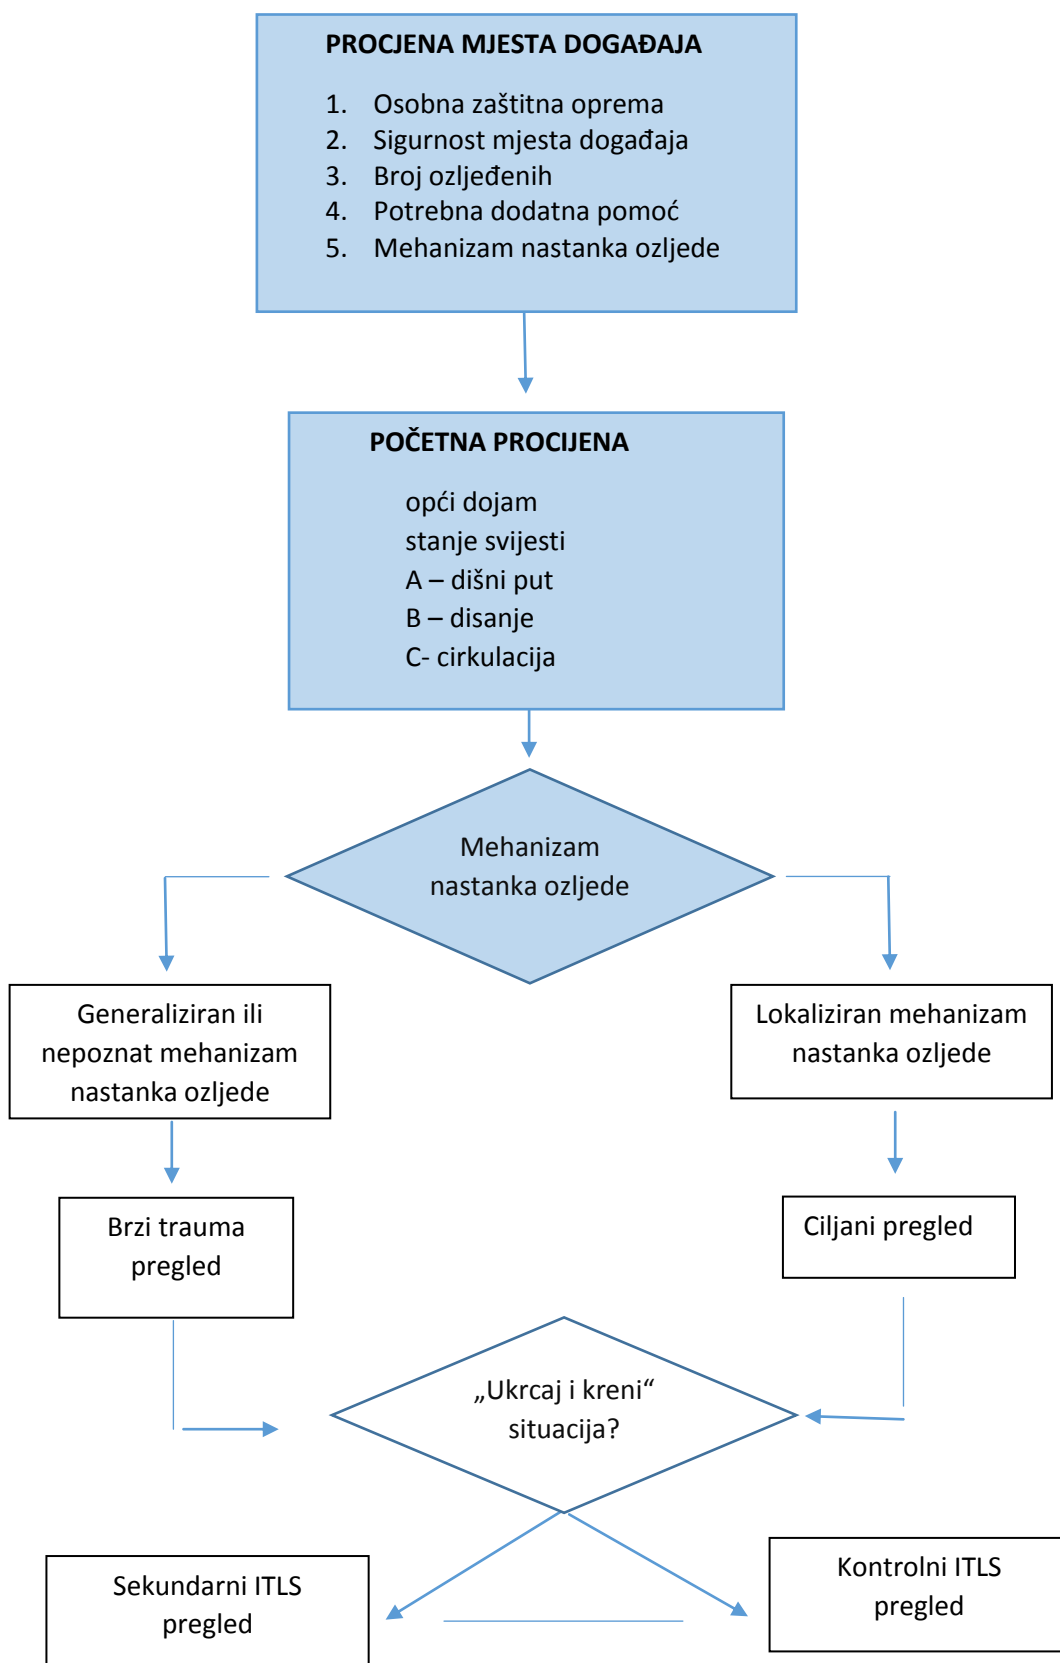 PROCJENA MJESTA DOGAĐAJA
1. Osobna zaštitna oprema
2. Sigurnost mjesta događaja
3. Broj ozljeđenih
4. Potrebna dodatna pomoć
5. Mehanizam nastanka ozljede
POČETNA PROCIJENA
opći dojam
stanje svijesti
A – dišni put
B – disanje
C- cirkulacija
Mehanizam
nastanka ozljede
Generaliziran ili
nepoznat mehanizam
nastanka ozljede
Lokaliziran mehanizam
nastanka ozljede
Brzi trauma
pregled
Ciljani pregled
„Ukrcaj i kreni“
situacija?
Sekundarni ITLS
pregled
Kontrolni ITLS
pregled